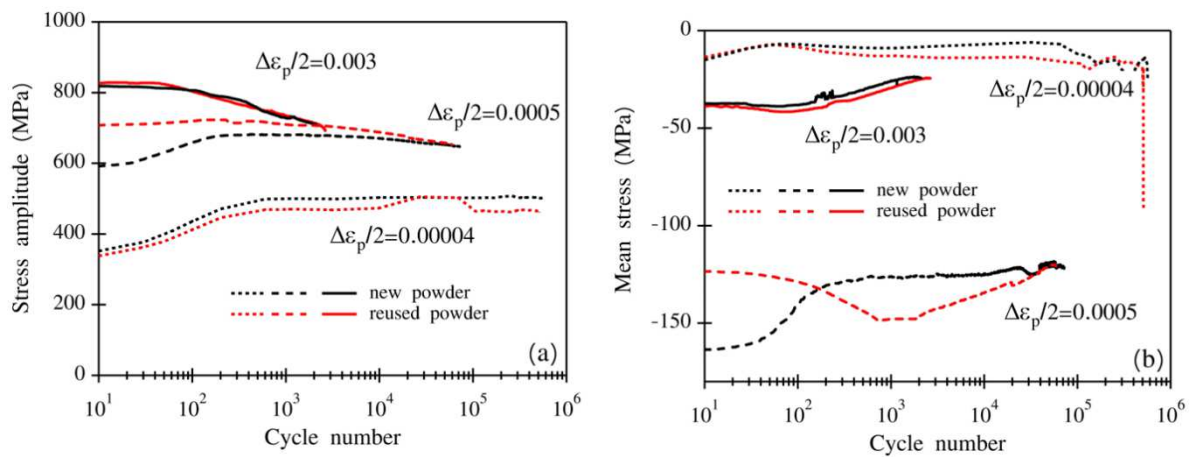 1000
800
600
400
200
0
Stress amplitude (MPa)
Δεp/2=0.003
Δεp/2=0.0005
Δεp/2=0.00004
new powder
reused powder
(a)
10^1 10^2 10^3 10^4 10^5 10^6
Cycle number
-0
-50
-100
-150
Mean stress (MPa)
Δεp/2=0.00004
Δεp/2=0.003
new powder
reused powder
Δεp/2=0.0005
(b)
10^1 10^2 10^3 10^4 10^5 10^6
Cycle number